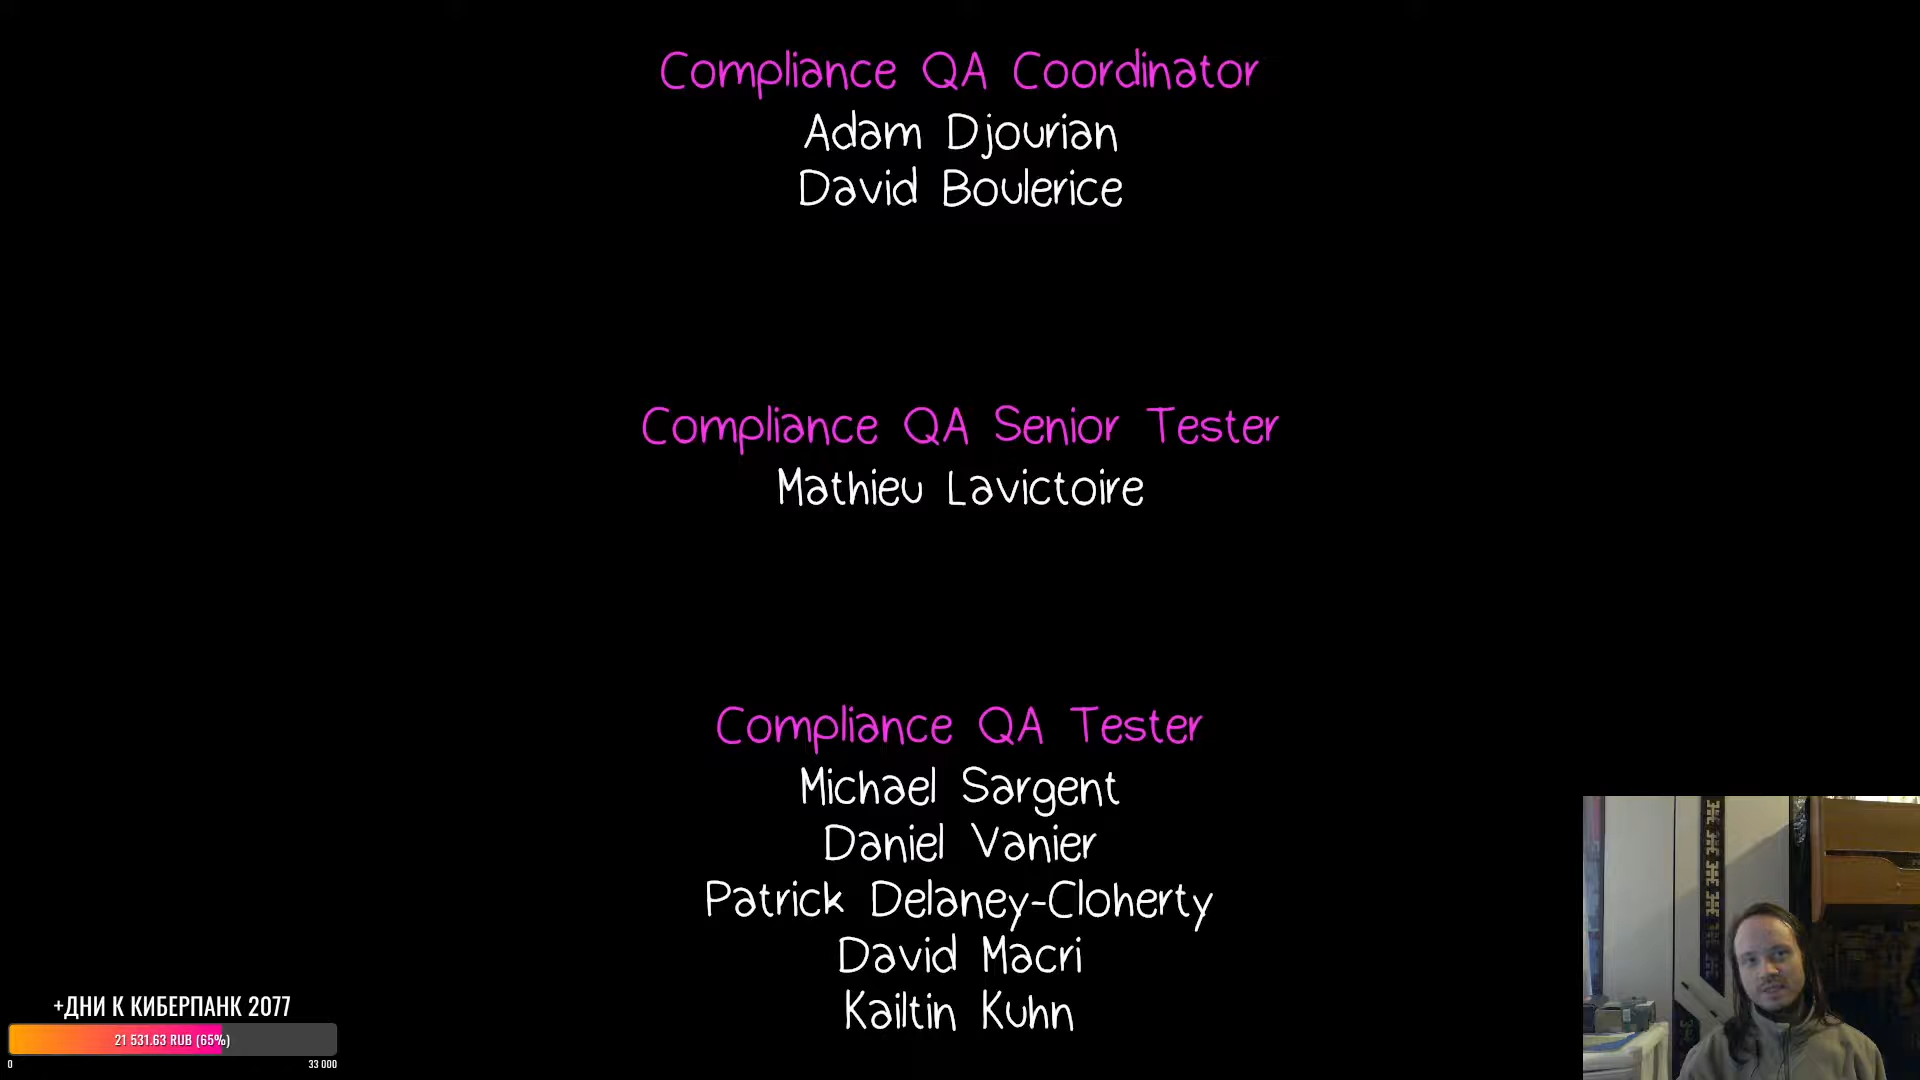 Compliance QA Coordinator
Adam Djourian
David Boulerice
Compliance QA Senior Tester
Mathieu Lavictoire
Compliance QA Tester
Michael Sargent
Daniel Vanier
Patrick Delaney-Cloherty
David Macri
Kailtin Kuhn
+ДНИ К КИБЕРПАНК 2077
21 531.63 RUB (65%)
0
33 000